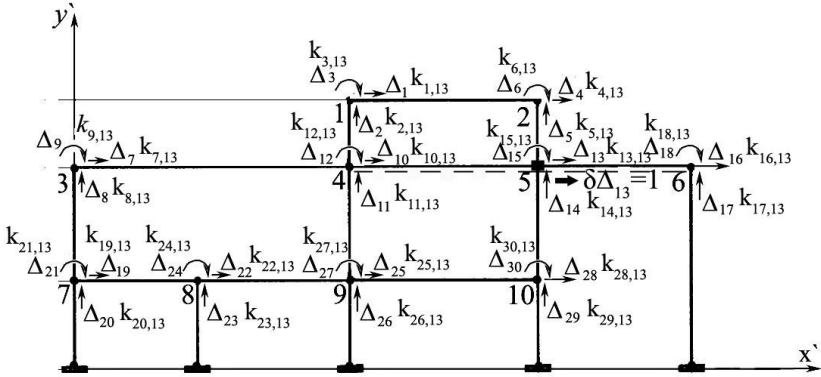 y`
k3,13 k6,13
Δ3 Δ1 k1,13 Δ6 Δ4 k4,13
1 Δ2 k2,13 2 Δ5 k5,13
k9,13 k12,13 k15,13 k18,13
Δ9 Δ7 k7,13 Δ12 Δ10 k10,13 Δ15 Δ13 k13,13 Δ18 Δ16 k16,13
3 4 5 δΔ13≡1 6
Δ8 k8,13 Δ11 k11,13 Δ14 k14,13 Δ17 k17,13
k21,13 k19,13 k24,13 k27,13 k30,13
Δ21 Δ19 Δ24 Δ22 k22,13 Δ27 Δ25 k25,13 Δ30 Δ28 k28,13
7 8 9 10
Δ20 k20,13 Δ23 k23,13 Δ26 k26,13 Δ29 k29,13
x`